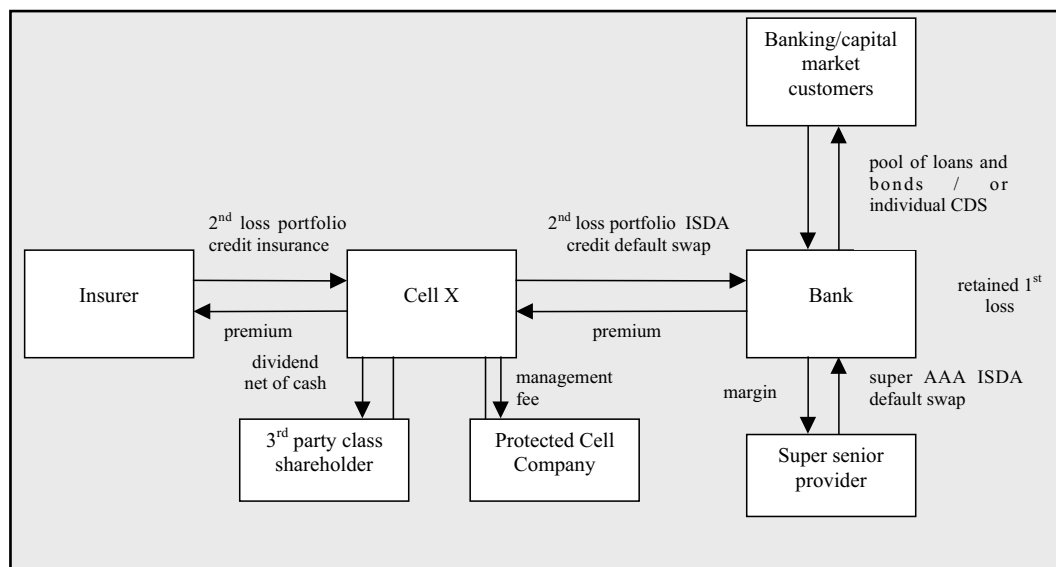 Banking/capital
market
customers
pool of loans and
bonds / or
individual CDS
2nd loss portfolio
credit insurance
2nd loss portfolio ISDA
credit default swap
Insurer
Cell X
Bank
retained 1st
loss
premium
premium
dividend
net of cash
management
fee
margin
super AAA ISDA
default swap
3rd party class
shareholder
Protected Cell
Company
Super senior
provider